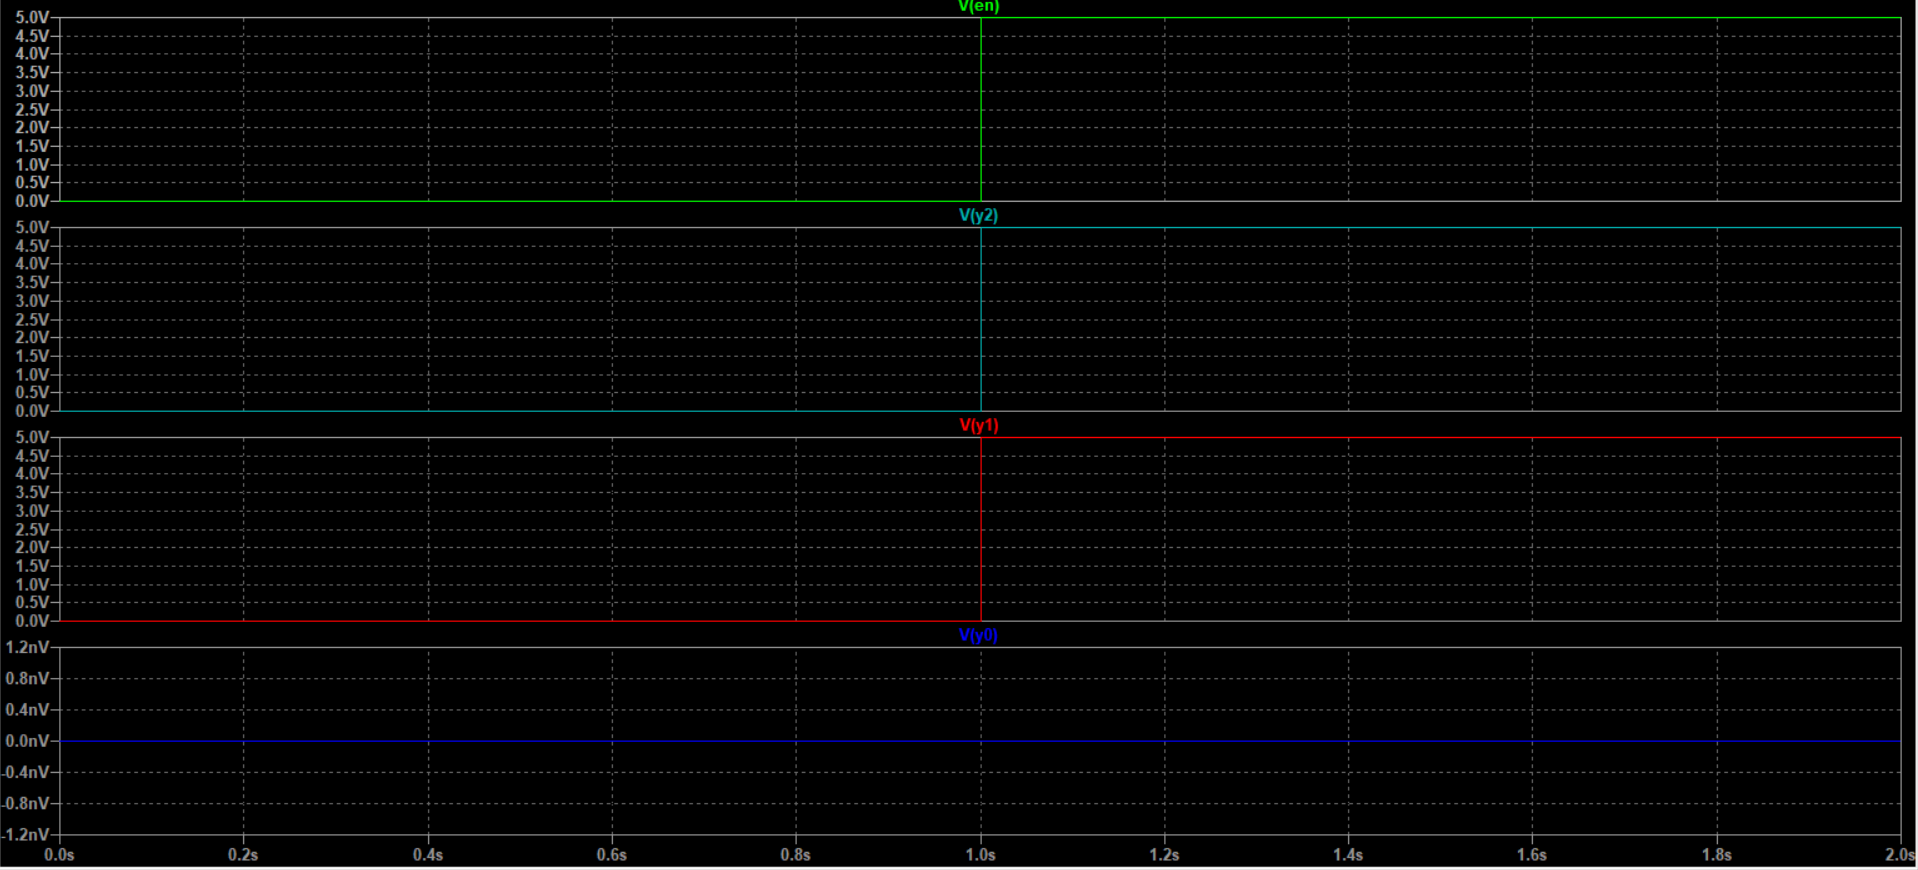 V(en)
5.0V
4.5V
4.0V
3.5V
3.0V
2.5V
2.0V
1.5V
1.0V
0.5V
0.0V
V(y2)
5.0V
4.5V
4.0V
3.5V
3.0V
2.5V
2.0V
1.5V
1.0V
0.5V
0.0V
V(y1)
5.0V
4.5V
4.0V
3.5V
3.0V
2.5V
2.0V
1.5V
1.0V
0.5V
0.0V
V(y0)
1.2nV
0.8nV
0.4nV
0.0nV
-0.4nV
-0.8nV
-1.2nV
0.0s 0.2s 0.4s 0.6s 0.8s 1.0s 1.2s 1.4s 1.6s 1.8s 2.0s